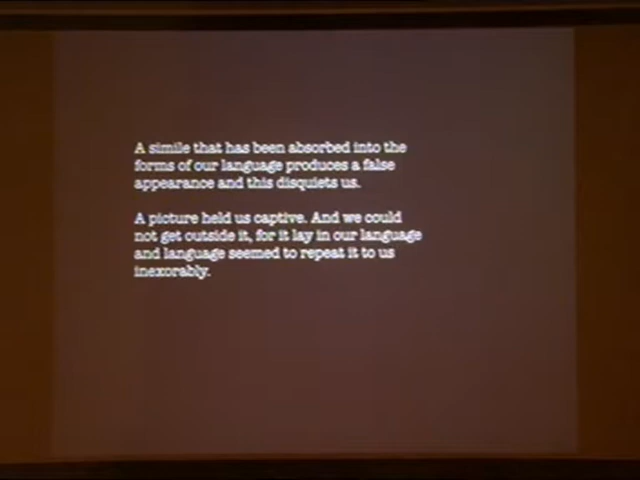 A simile that has been absorbed into the
forms of our language produces a false
appearance and this disquiets us.
A picture held us captive. And we could
not get outside it, for it lay in our language
and language seemed to repeat it to us
inexorably.